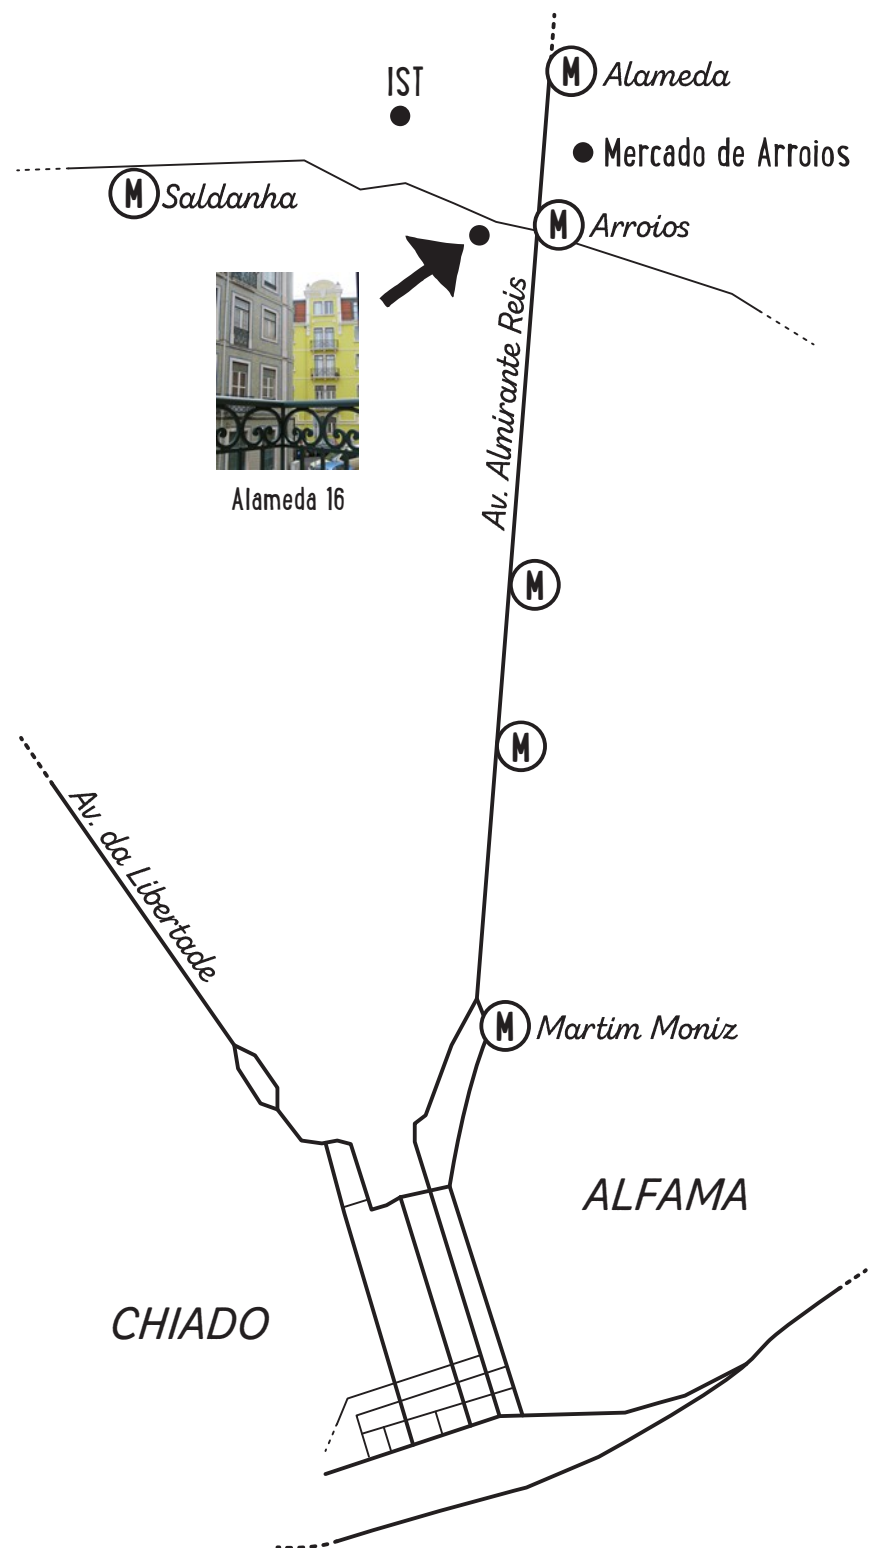 IST
M Alameda
Mercado de Arroios
M Saldanha
M Arroios
Av. Almirante Reis
Alameda 16
M
M
Av. da Libertade
M Martim Moniz
ALFAMA
CHIADO